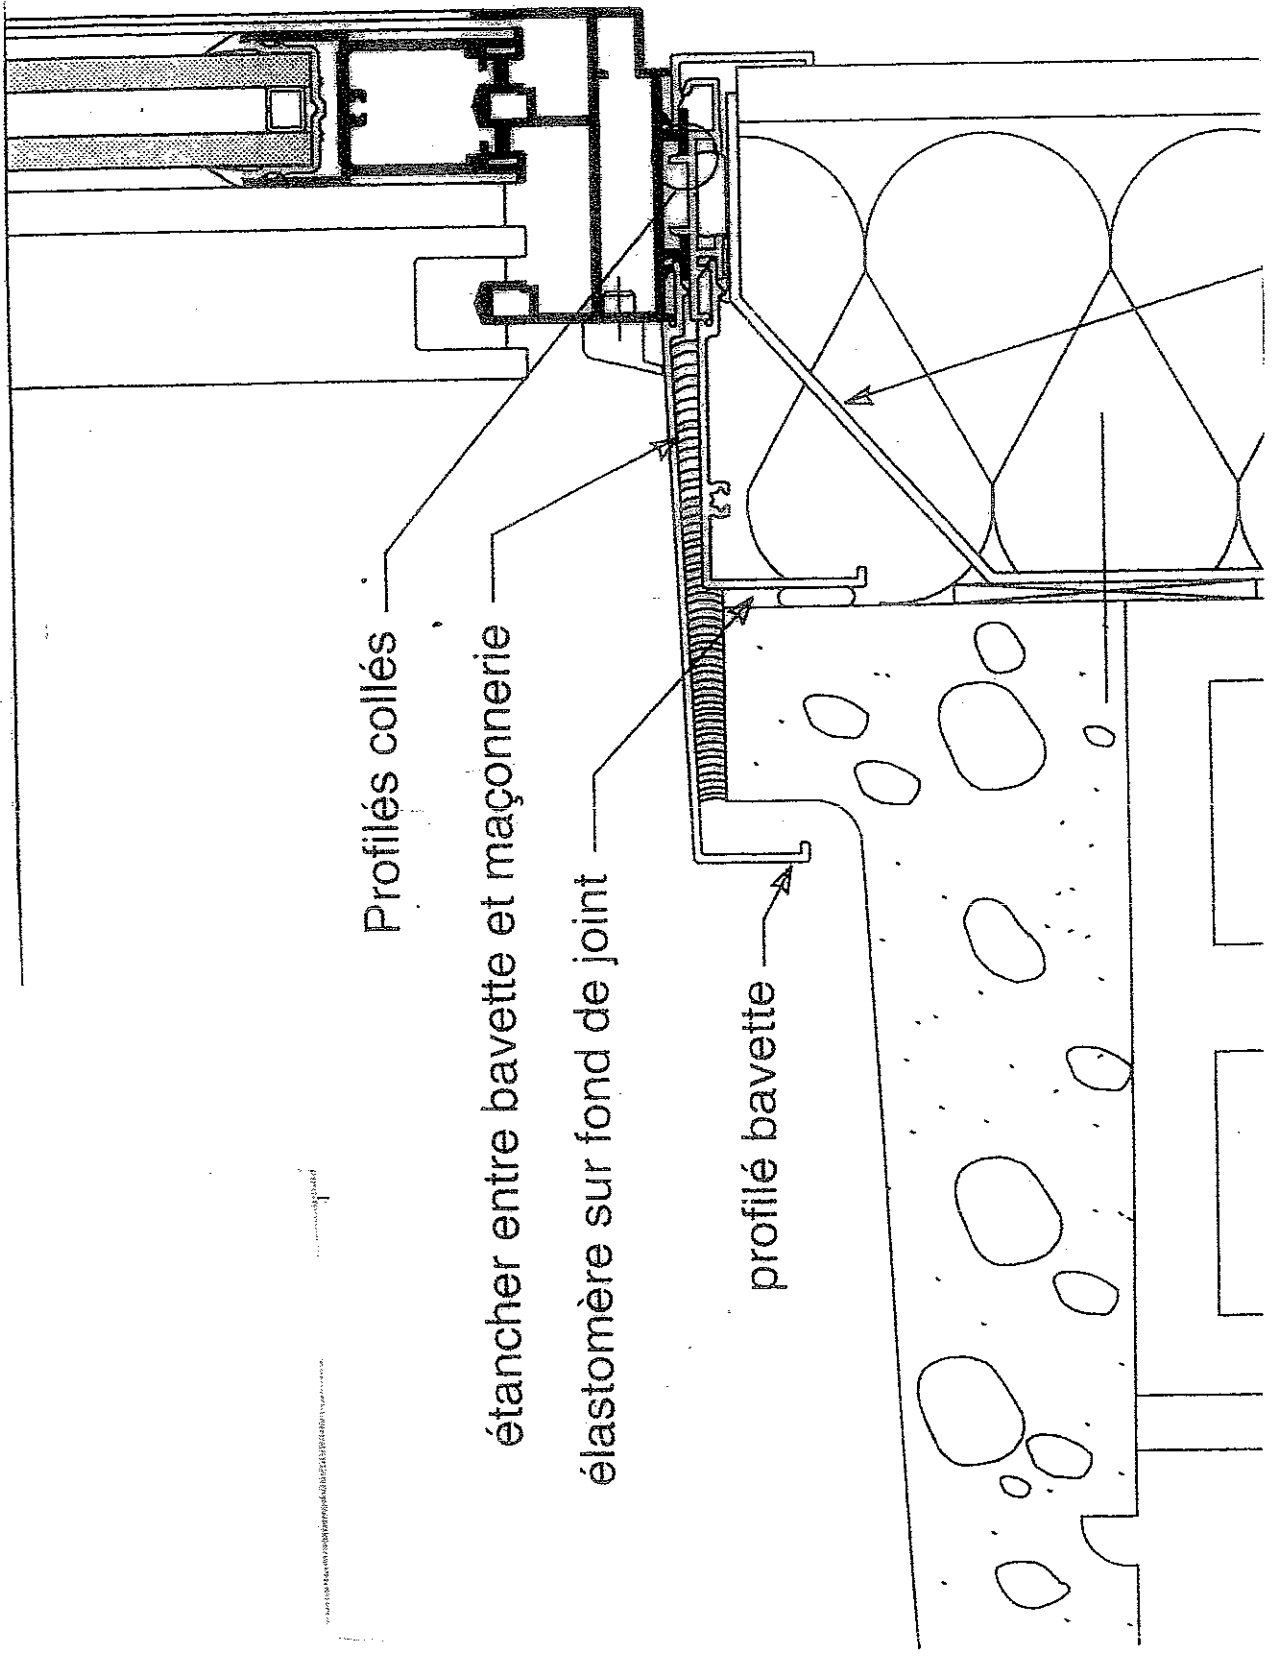 Profilés collés
étancher entre bavette et maçonnerie
élastomère sur fond de joint
profilé bavette